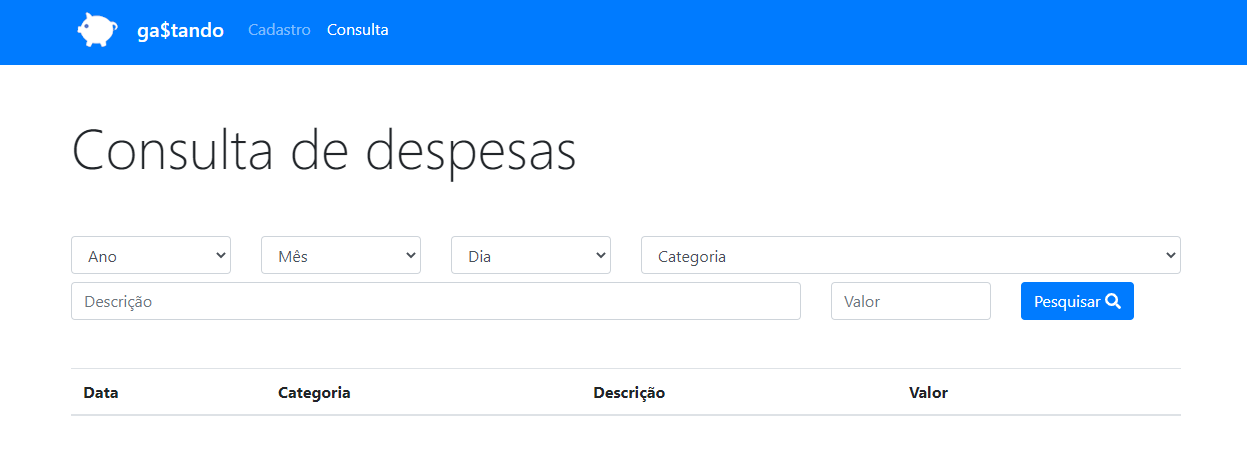 ga$tando Cadastro Consulta
Consulta de despesas
Ano Mês Dia Categoria
Descrição Valor Pesquisar
Data Categoria Descrição Valor